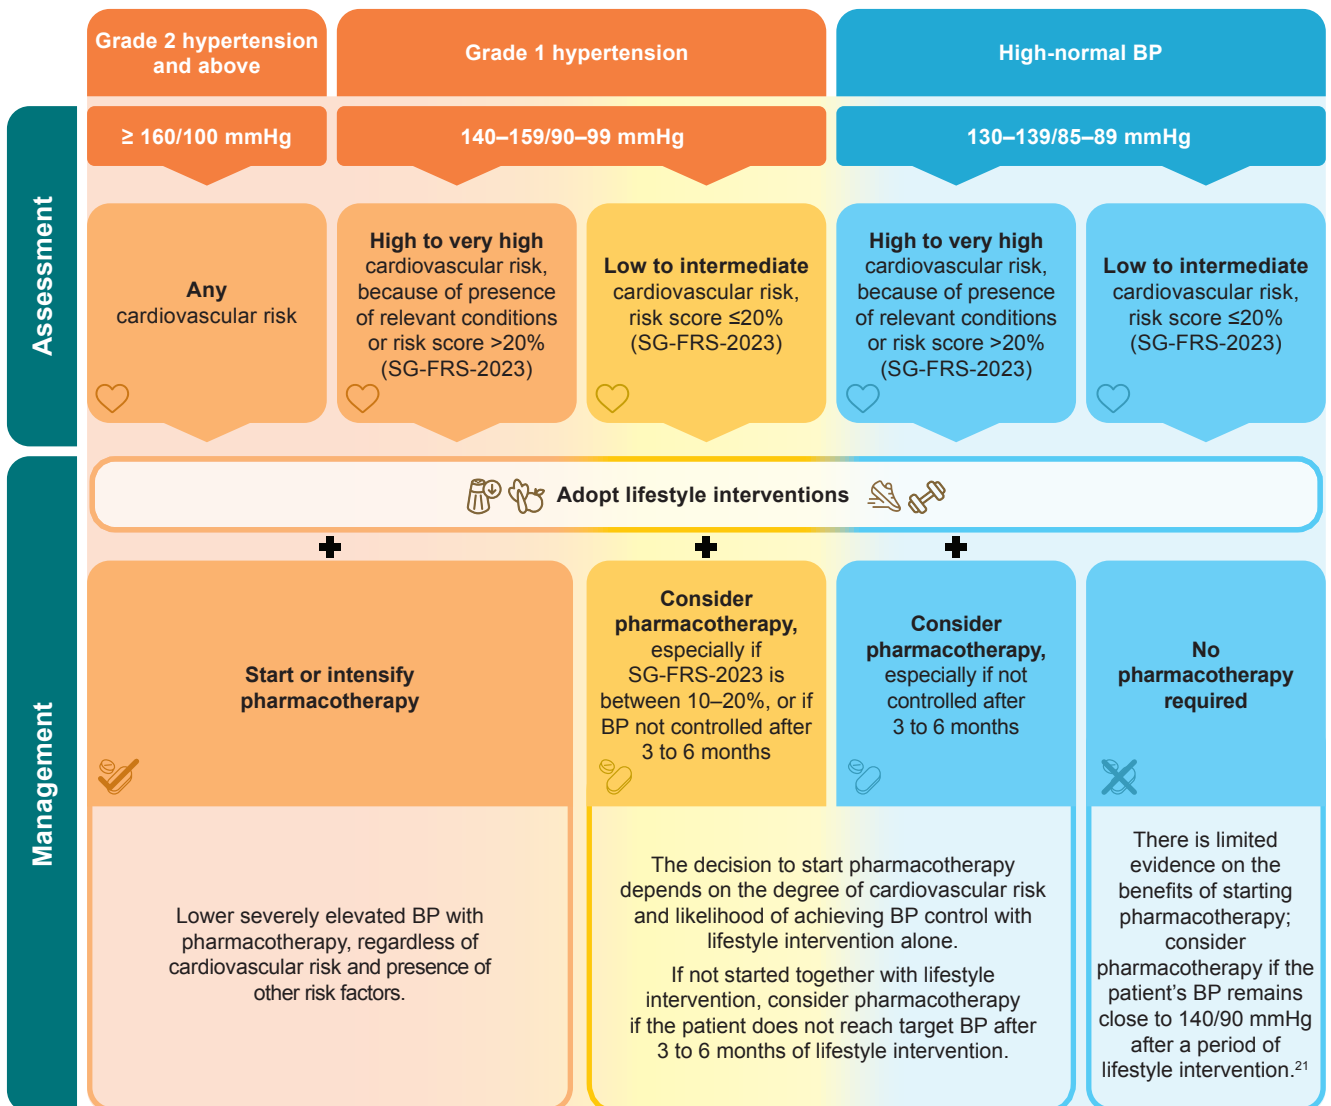 Grade 2 hypertension
and above
Grade 1 hypertension
High-normal BP
Assessment
≥ 160/100 mmHg
140–159/90–99 mmHg
130–139/85–89 mmHg
Any
cardiovascular risk
High to very high
cardiovascular risk,
because of presence
of relevant conditions
or risk score >20%
(SG-FRS-2023)
Low to intermediate
cardiovascular risk,
risk score ≤20%
(SG-FRS-2023)
High to very high
cardiovascular risk,
because of presence
of relevant conditions
or risk score >20%
(SG-FRS-2023)
Low to intermediate
cardiovascular risk,
risk score ≤20%
(SG-FRS-2023)
Management
Adopt lifestyle interventions
Start or intensify
pharmacotherapy
Consider
pharmacotherapy,
especially if
SG-FRS-2023 is
between 10–20%, or if
BP not controlled after
3 to 6 months
Consider
pharmacotherapy,
especially if not
controlled after
3 to 6 months
No
pharmacotherapy
required
Lower severely elevated BP with
pharmacotherapy, regardless of
cardiovascular risk and presence of
other risk factors.
The decision to start pharmacotherapy
depends on the degree of cardiovascular risk
and likelihood of achieving BP control with
lifestyle intervention alone.
If not started together with lifestyle
intervention, consider pharmacotherapy
if the patient does not reach target BP after
3 to 6 months of lifestyle intervention.
There is limited
evidence on the
benefits of starting
pharmacotherapy;
consider
pharmacotherapy if the
patient's BP remains
close to 140/90 mmHg
after a period of
lifestyle intervention.²¹